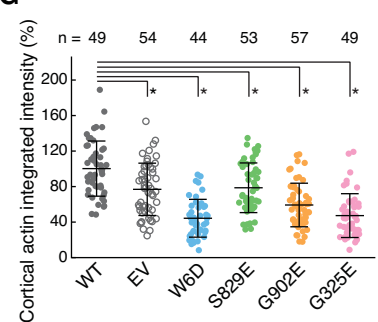 n = 49 54 44 53 57 49
Cortical actin integrated intensity (%)
200
160
120
80
40
0
* * * * *
WT EV W6D S829E G902E G325E